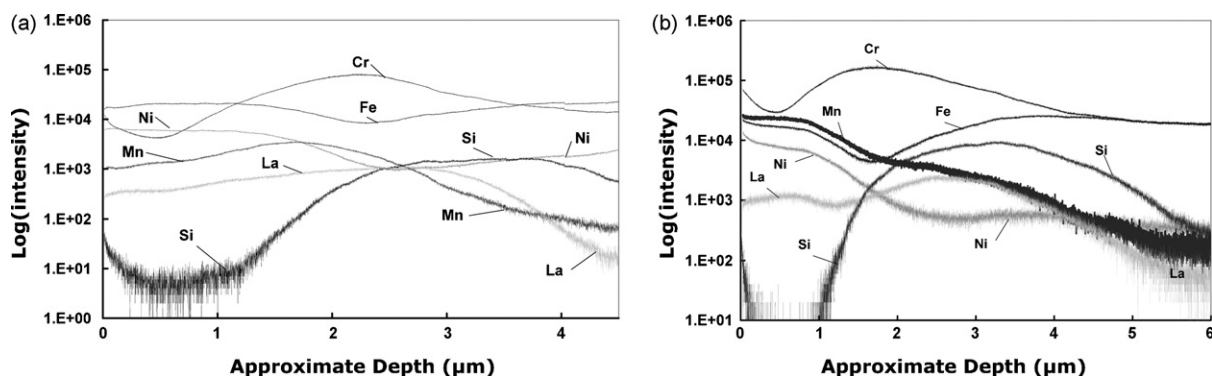 (a)
Log(intensity)
1.E+06
1.E+05
1.E+04
1.E+03
1.E+02
1.E+01
1.E+00
Cr
Ni
Fe
Mn
La
Si
Ni
Si
Mn
La
0 1 2 3 4
Approximate Depth (µm)
(b)
Log(intensity)
1.E+06
1.E+05
1.E+04
1.E+03
1.E+02
1.E+01
Cr
Mn
Fe
Ni
Si
La
Si
Ni
La
0 1 2 3 4 5 6
Approximate Depth (µm)